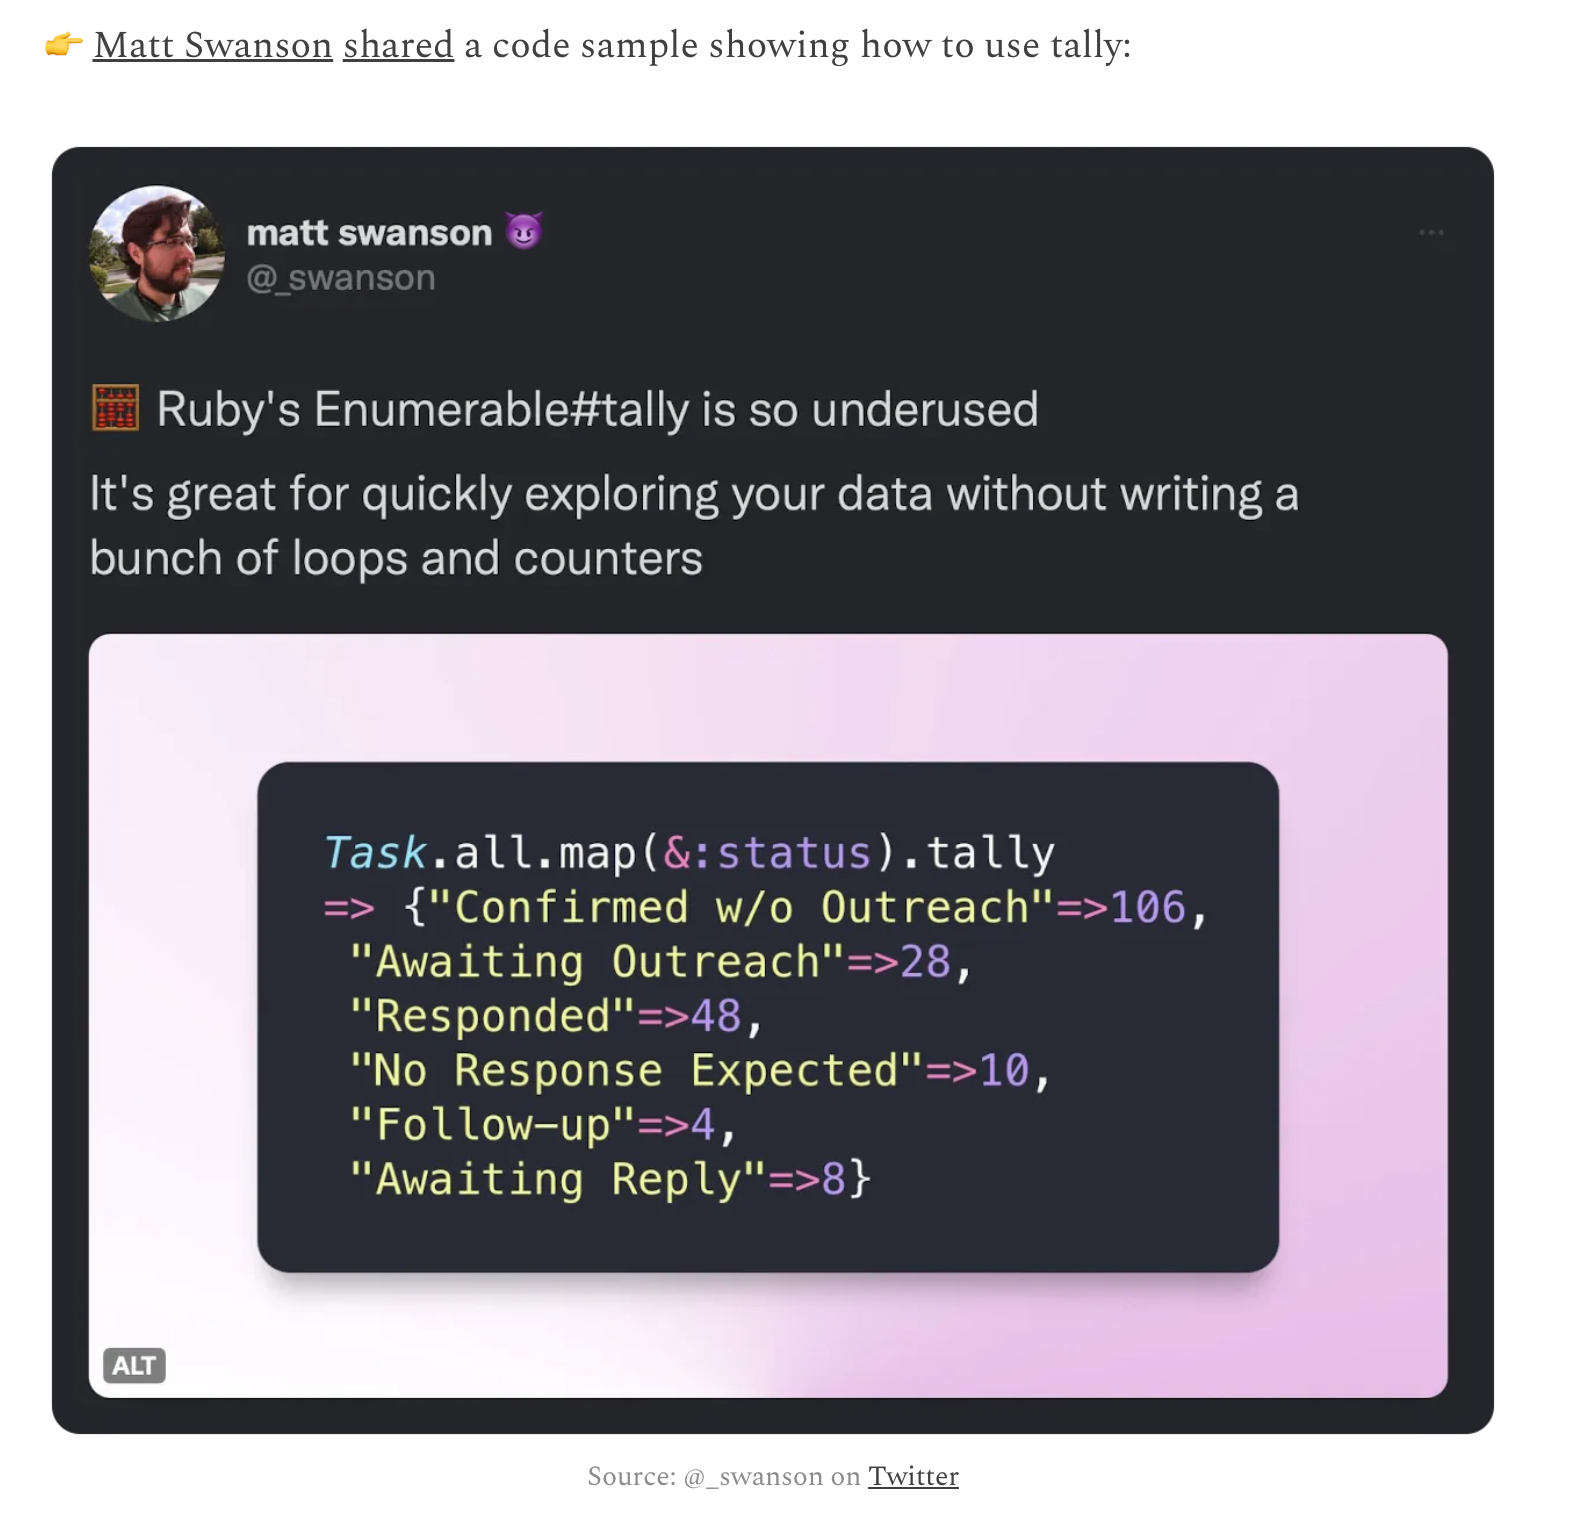 👉 Matt Swanson shared a code sample showing how to use tally:
matt swanson 😈
@_swanson
🧮 Ruby's Enumerable#tally is so underused
It's great for quickly exploring your data without writing a
bunch of loops and counters
Task.all.map(&:status).tally
=> {"Confirmed w/o Outreach"=>106,
"Awaiting Outreach"=>28,
"Responded"=>48,
"No Response Expected"=>10,
"Follow-up"=>4,
"Awaiting Reply"=>8}
ALT
Source: @_swanson on Twitter